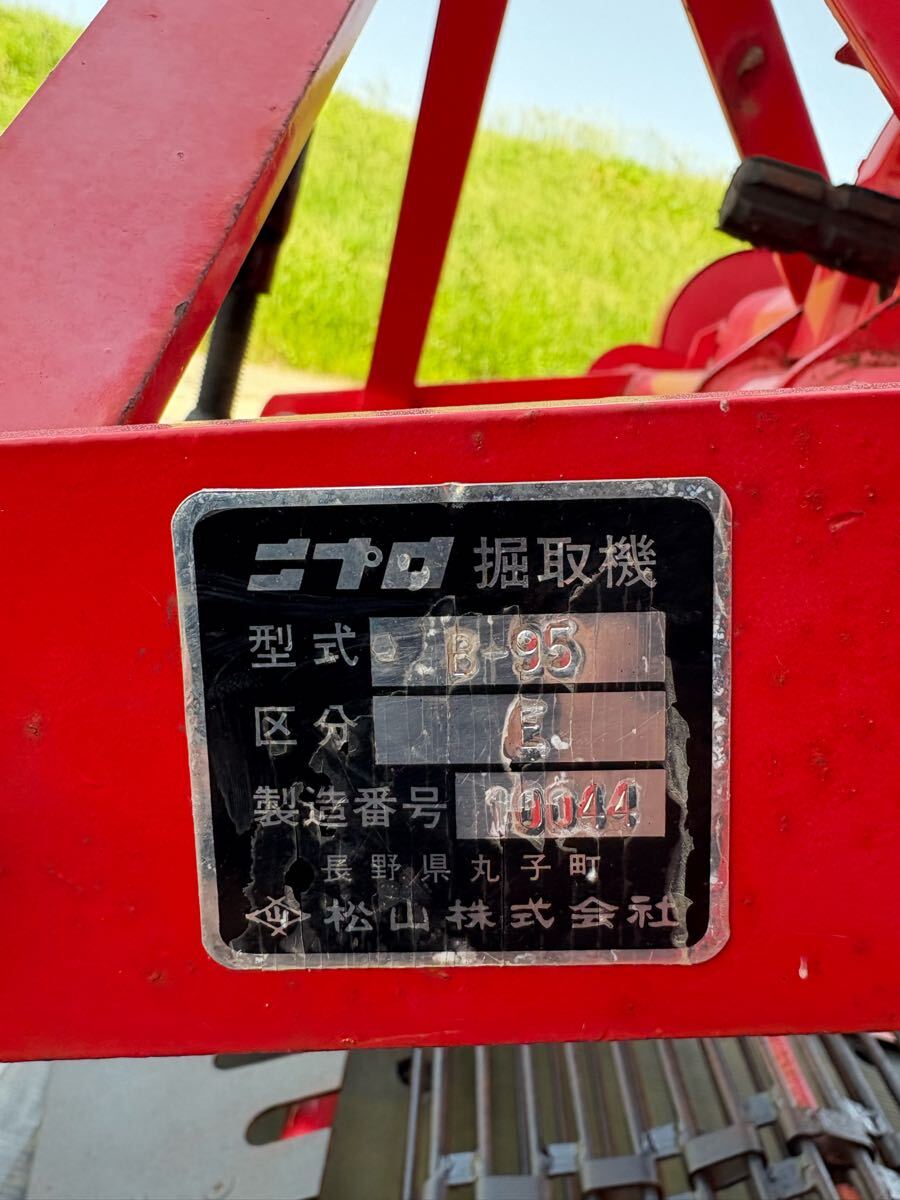 ニプロ 掘取機
型式 B-95
区分 E
製造番号 10044
長野県丸子町
松山株式会社